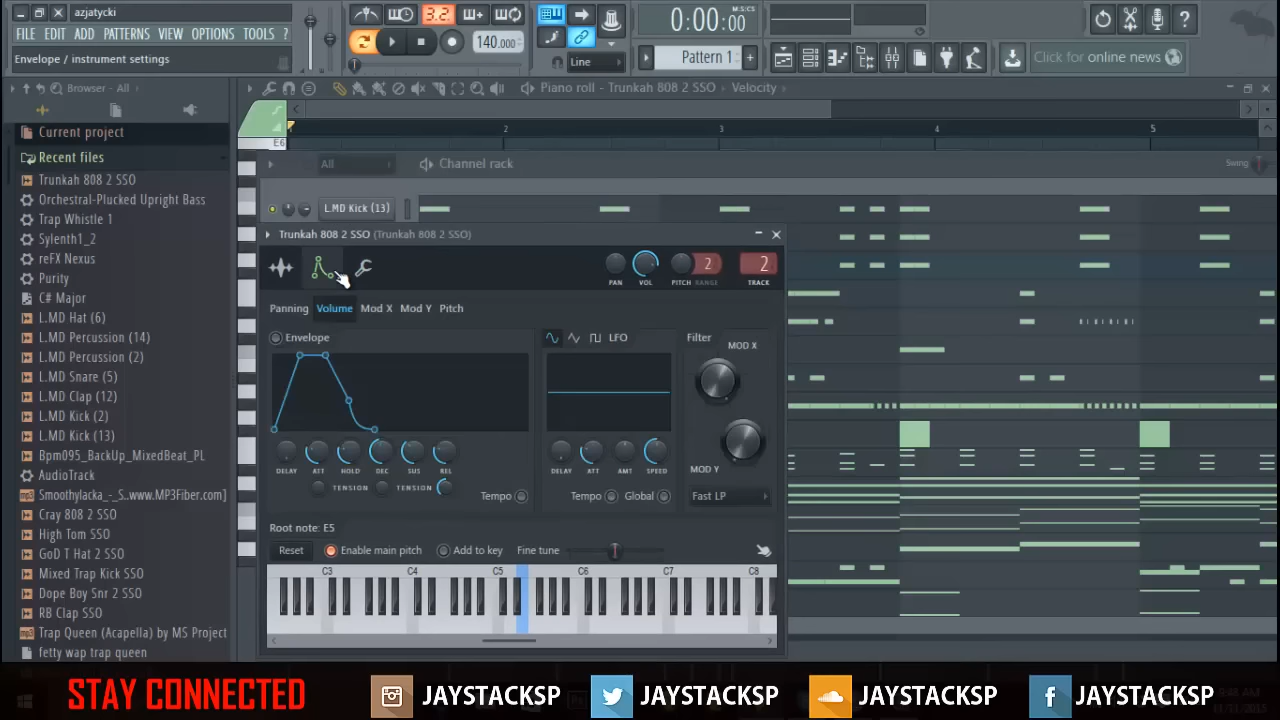 azjatycki
FILE EDIT ADD PATTERNS VIEW OPTIONS TOOLS ?
Envelope / instrument settings
3.2
140.000
0:00:00
M:S:CS
Line
Pattern 1
Click for online news
Browser - All
Piano roll - Trunkah 808 2 SSO
Velocity
Current project
Recent files
Trunkah 808 2 SSO
Orchestral-Plucked Upright Bass
Trap Whistle 1
Sylenth1_2
reFX Nexus
Purity
C# Major
L.MD Hat (6)
L.MD Percussion (14)
L.MD Percussion (2)
L.MD Snare (5)
L.MD Clap (12)
L.MD Kick (2)
L.MD Kick (13)
Bpm095_BackUp_MixedBeat_PL
AudioTrack
Smoothylacka_-_S..www.MP3Fiber.com]
Cray 808 2 SSO
High Tom SSO
GoD T Hat 2 SSO
Mixed Trap Kick SSO
Dope Boy Snr 2 SSO
RB Clap SSO
Trap Queen (Acapella) by MS Project
fetty wap trap queen
2 3 4 5
E6
All
Channel rack
Swing
L.MD Kick (13)
Trunkah 808 2 SSO (Trunkah 808 2 SSO)
2
2
PAN VOL PITCH RANGE TRACK
Panning Volume Mod X Mod Y Pitch
Envelope
LFO
Filter
MOD X
DELAY ATT HOLD DEC SUS REL
DELAY ATT AMT SPEED
MOD Y
TENSION TENSION
Tempo
Tempo Global
Fast LP
Root note: E5
Reset Enable main pitch Add to key Fine tune
C3 C4 C5 C6 C7 C8
STAY CONNECTED
JAYSTACKSP
JAYSTACKSP
JAYSTACKSP
JAYSTACKSP